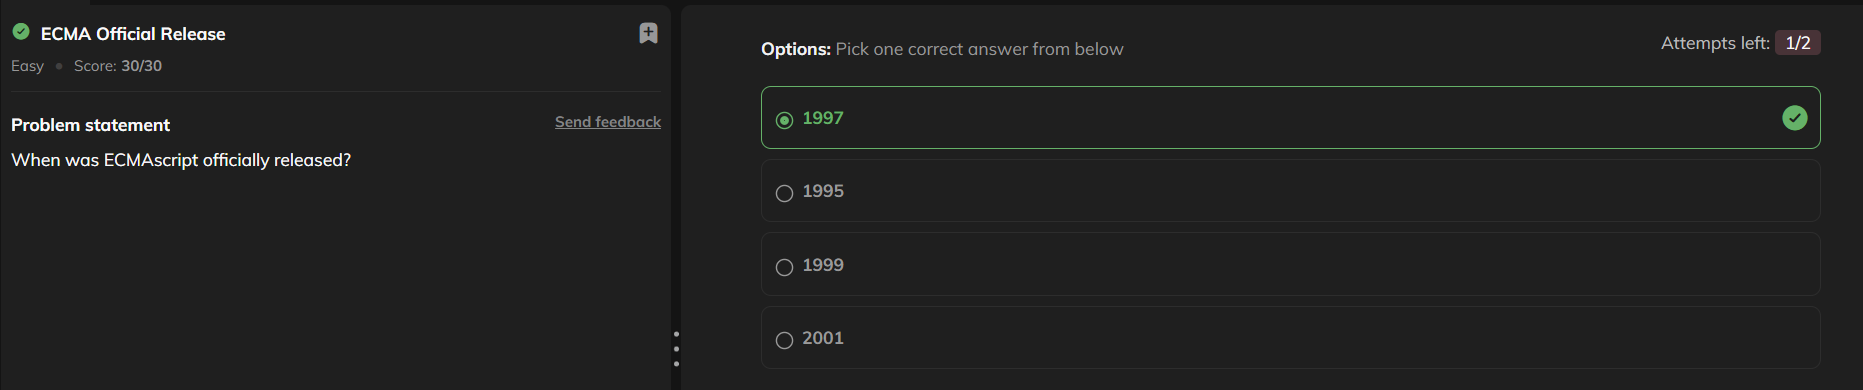 ECMA Official Release
Easy • Score: 30/30
Problem statement
Send feedback
When was ECMAscript officially released?
Options: Pick one correct answer from below
Attempts left: 1/2
1997
1995
1999
2001